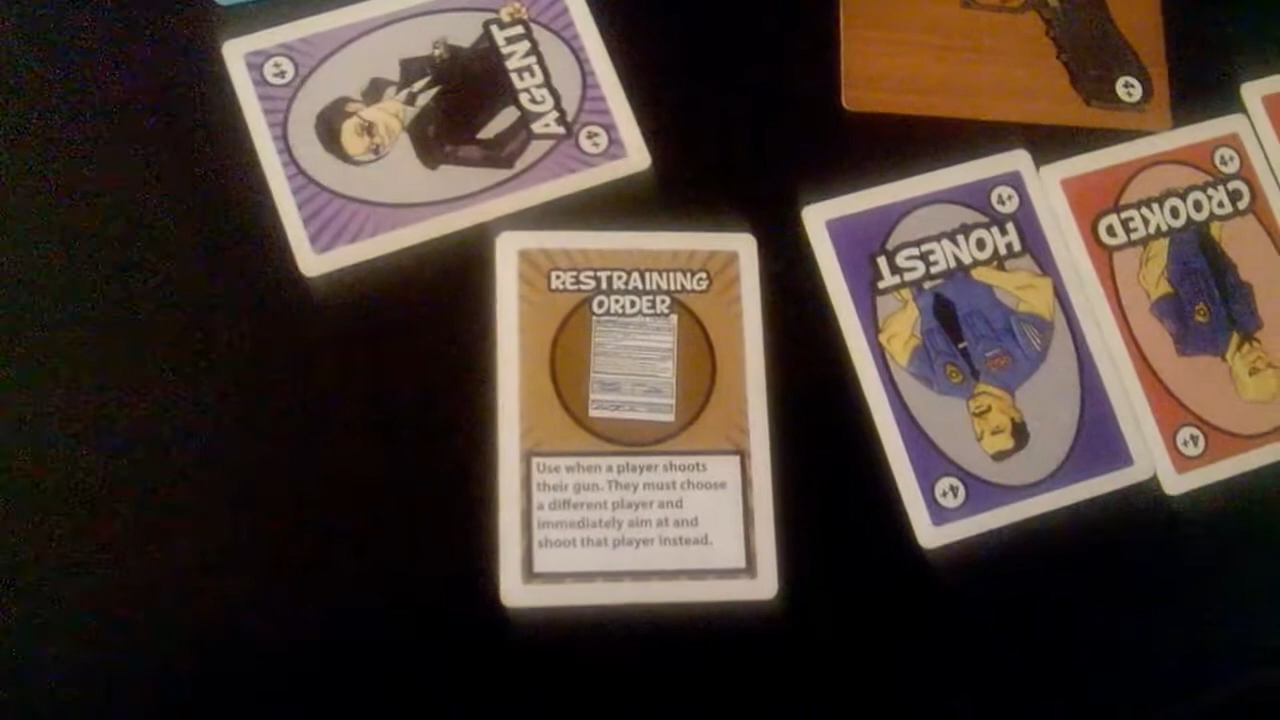 4+
AGENT
4+
4+
RESTRAINING
ORDER
Use when a player shoots
their gun. They must choose
a different player and
immediately aim at and
shoot that player instead.
4+
HONEST
4+
4+
CROOKED
4+